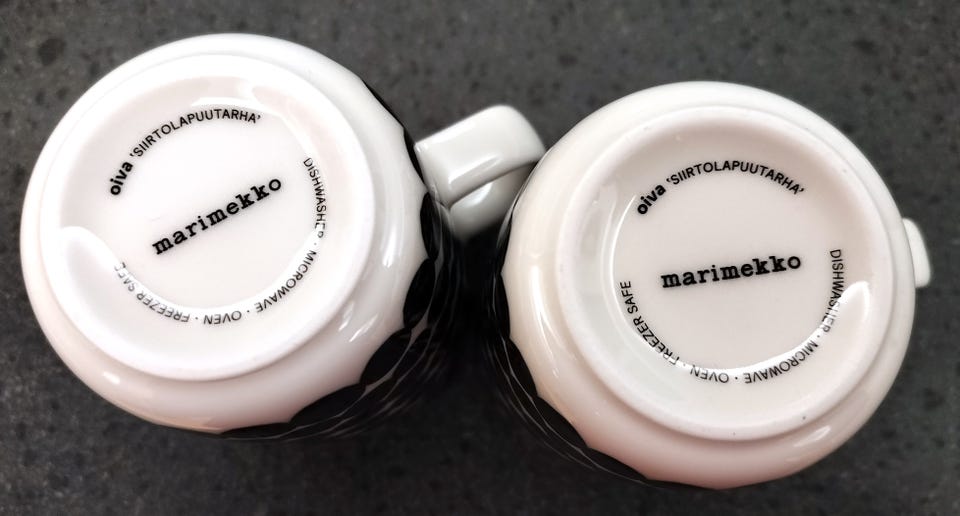 oiva 'SIIRTOLAPUUTARHA'
marimekko
DISHWASHER · MICROWAVE · OVEN · FREEZER SAFE
oiva 'SIIRTOLAPUUTARHA'
marimekko
DISHWASHER · MICROWAVE · OVEN · FREEZER SAFE